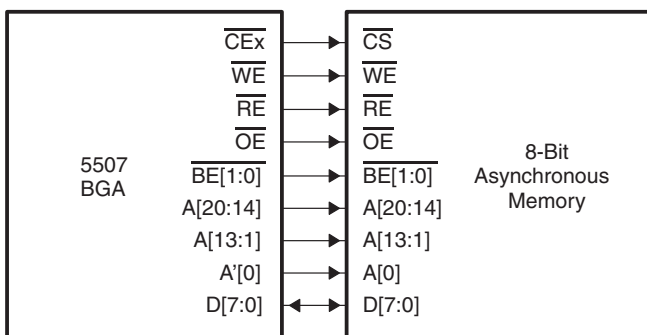 CEx CS
WE WE
RE RE
OE OE
5507
BGA
8-Bit
Asynchronous
Memory
BE[1:0] BE[1:0]
A[20:14] A[20:14]
A[13:1] A[13:1]
A'[0] A[0]
D[7:0] D[7:0]